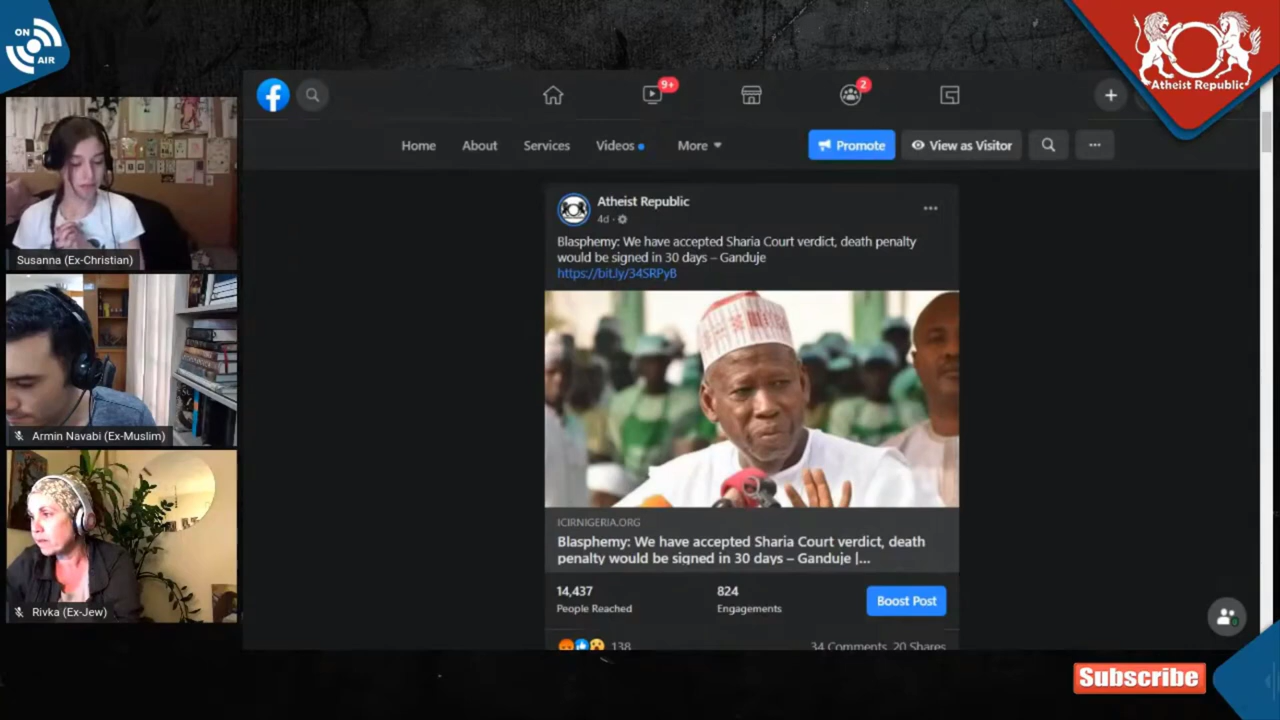 ON
AIR
Atheist Republic
9+
2
Home
About
Services
Videos
More
Promote
View as Visitor
Atheist Republic
4d
Blasphemy: We have accepted Sharia Court verdict, death penalty
would be signed in 30 days – Ganduje
https://bit.ly/34SRPyB
Susanna (Ex-Christian)
Armin Navabi (Ex-Muslim)
Rivka (Ex-Jew)
ICIRNIGERIA.ORG
Blasphemy: We have accepted Sharia Court verdict, death
penalty would be signed in 30 days – Ganduje |...
14,437
People Reached
824
Engagements
Boost Post
138
34 Comments, 20 Shares
Subscribe